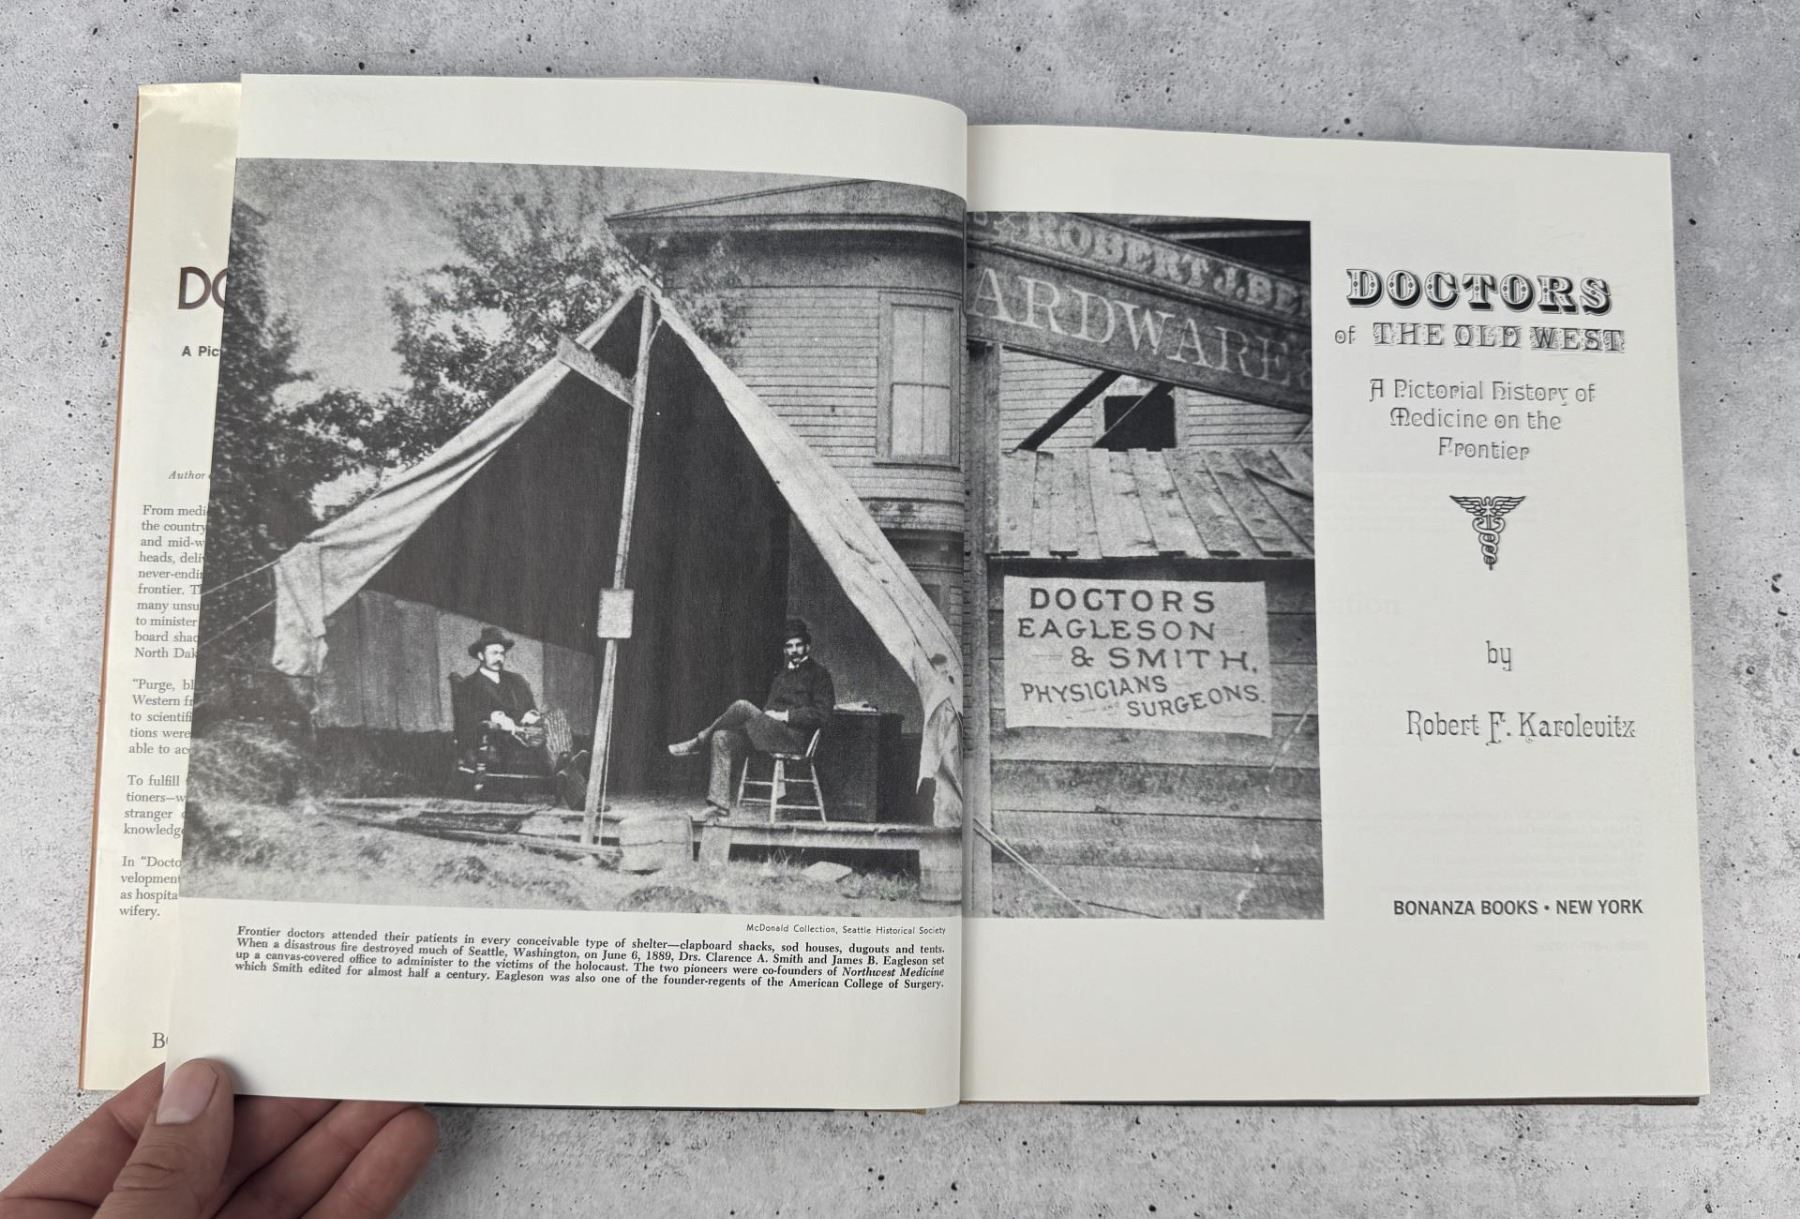 DO
A Pic
Author
From medi
the country
and mid-w
heads, deli
never-endi
frontier. T
many unsu
to minister
board shac
North Dak
"Purge, bl
Western fr
to scientifi
tions were
able to ac
To fulfill
tioners—w
stranger
knowledg
In "Docto
velopment
as hospita
wifery.
B
McDonald Collection, Seattle Historical Society
Frontier doctors attended their patients in every conceivable type of shelter—clapboard shacks, sod houses, dugouts and tents.
When a disastrous fire destroyed much of Seattle, Washington, on June 6, 1889, Drs. Clarence A. Smith and James B. Eagleson set
up a canvas-covered office to administer to the victims of the holocaust. The two pioneers were co-founders of Northwest Medicine
which Smith edited for almost half a century. Eagleson was also one of the founder-regents of the American College of Surgery.
ROBERT J. BE
ARDWARE
DOCTORS
EAGLESON
& SMITH,
PHYSICIANS
SURGEONS.
DOCTORS
of THE OLD WEST
A Pictorial History of
Medicine on the
Frontier
by
Robert F. Karolevitz
BONANZA BOOKS • NEW YORK